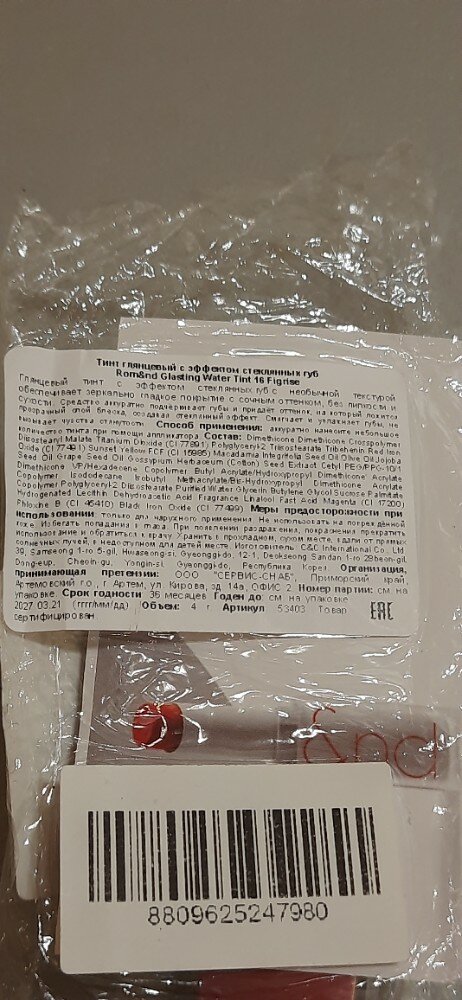 Тинт глянцевый с эффектом стеклянных губ
Rom&nd Glasting Water Tint 16 Figrise
Глянцевый тинт с эффектом стеклянных губ с необычной текстурой
обеспечивает зеркально гладкое покрытие с сочным оттенком, без липкости и
сухости. Средство аккуратно подчёркивает губы и придаёт оттенок, на который ложится
прозрачный слой блеска, создавая стеклянный эффект. Смягчает и увлажняет губы, не
вызывает чувства стянутости. Способ применения: аккуратно нанесите небольшое
количество тинта при помощи аппликатора. Состав: Dimethicone Dimethicone Crosspolymer
Diisostearyl Malate Titanium Dioxide (CI 77891) Polyglyceryl-2 Triisostearate Tribehenin Red Iron
Oxide (CI 77491) Sunset Yellow FCF (CI 15985) Macadamia Integrifolia Seed Oil Olive Oil Jojoba
Seed Oil Grape Seed Oil Gossypium Herbaceum (Cotton) Seed Extract Cetyl PEG/PPG-10/1
Dimethicone VP/Hexadecene Copolymer Butyl Acrylate/Hydroxypropyl Dimethicone Acrylate
Copolymer Isododecane Isobutyl Methacrylate/Bis-Hydroxypropyl Dimethicone Acrylate
Copolymer Polyglyceryl-2 Diisostearate Purified Water Glycerin Butylene Glycol Sucrose Palmitate
Hydrogenated Lecithin Dehydroacetic Acid Fragrance Linalool Fast Acid Magenta (CI 17200)
Phloxine B (CI 45410) Black Iron Oxide (CI 77499) Меры предосторожности при
использовании: только для наружного применения. Не использовать на повреждённой
коже. Избегать попадания в глаза. При появлении раздражения, покраснения, прекратить
использование и обратиться к врачу. Хранить в прохладном, сухом месте, вдали от прямых
солнечных лучей, в недоступном для детей месте. Изготовитель: C&C International Co., Ltd
39, Samseong 1-ro 5-gil, Hwaseong-si, Gyeonggi-do, 12-1, Deokseong Sandan 1-ro 28beon-gil,
Dong-eup, Cheoin-gu, Yongin-si, Gyeonggi-do, Республика Корея. Организация,
принимающая претензии: ООО "СЕРВИС-СНАБ", Приморский край,
Артемовский г.о., г. Артем, ул. Кирова, зд. 14а, ОФИС 2 Номер партии: см. на
упаковке Срок годности: 36 месяцев Годен до: см на упаковке
2027.03.21 (гггг/мм/дд) Объем: 4 г Артикул: 53403 Товар
сертифицирован.
EAC
&nd
8809625247980